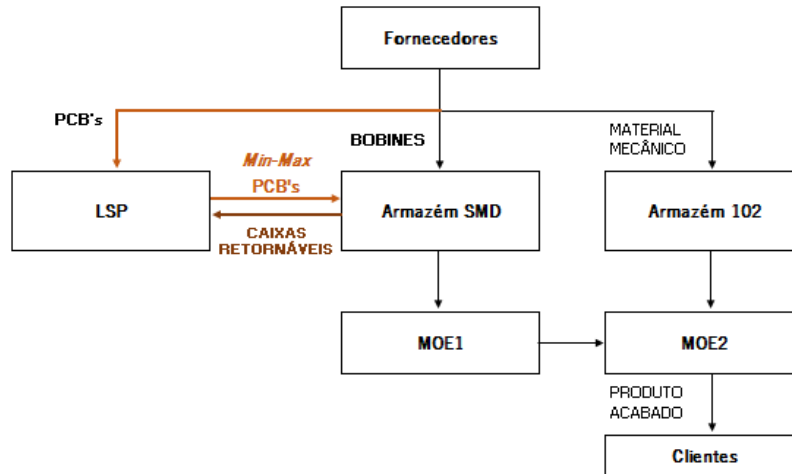 Fornecedores
PCB's
BOBINES
MATERIAL
MECÂNICO
Min-Max
PCB's
LSP
Armazém SMD
Armazém 102
CAIXAS
RETORNÁVEIS
MOE1
MOE2
PRODUTO
ACABADO
Clientes